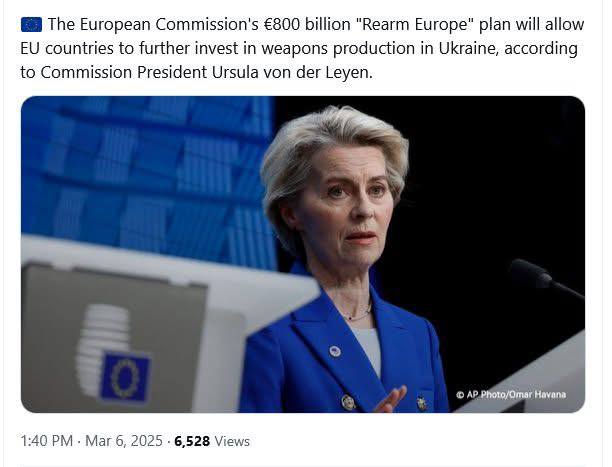 🇪🇺 The European Commission's €800 billion "Rearm Europe" plan will allow
EU countries to further invest in weapons production in Ukraine, according
to Commission President Ursula von der Leyen.
© AP Photo/Omar Havana
1:40 PM · Mar 6, 2025 · 6,528 Views